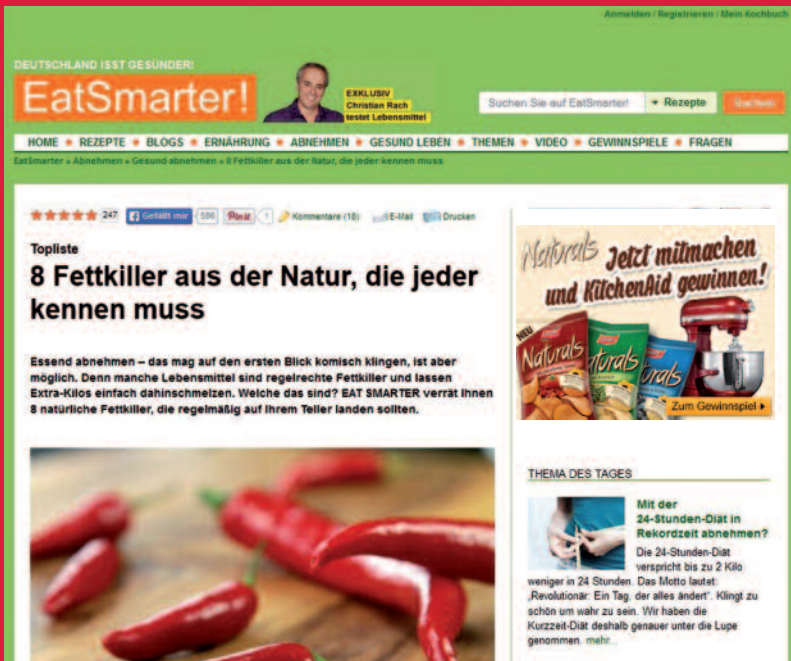 Anmelden / Registrieren / Mein Kochbuch
DEUTSCHLAND ISST GESÜNDER!
EatSmarter!
EXKLUSIV
Christian Rach
testet Lebensmittel
Suchen Sie auf EatSmarter!
Rezepte
HOME REZEPTE BLOGS ERNÄHRUNG ABNEHMEN GESUND LEBEN THEMEN VIDEO GEWINNSPIELE FRAGEN
EatSmarter » Abnehmen » Gesund abnehmen » 8 Fettkiller aus der Natur, die jeder kennen muss
247 Gefällt mir Pin it 1 Kommentare (18) E-Mail Drucken
Topliste
8 Fettkiller aus der Natur, die jeder
kennen muss
Essend abnehmen – das mag auf den ersten Blick komisch klingen, ist aber
möglich. Denn manche Lebensmittel sind regelrechte Fettkiller und lassen
Extra-Kilos einfach dahinschmelzen. Welche das sind? EAT SMARTER verrät Ihnen
8 natürliche Fettkiller, die regelmäßig auf Ihrem Teller landen sollten.
Naturals Jetzt mitmachen
und KitchenAid gewinnen!
NEU
Naturals
Naturals
Naturals
Zum Gewinnspiel
THEMA DES TAGES
Mit der
24-Stunden-Diät in
Rekordzeit abnehmen?
Die 24-Stunden-Diät
verspricht bis zu 2 Kilo
weniger in 24 Stunden. Das Motto lautet:
„Revolutionär: Ein Tag, der alles ändert". Klingt zu
schön um wahr zu sein. Wir haben die
Kurzzeit-Diät deshalb genauer unter die Lupe
genommen. mehr...